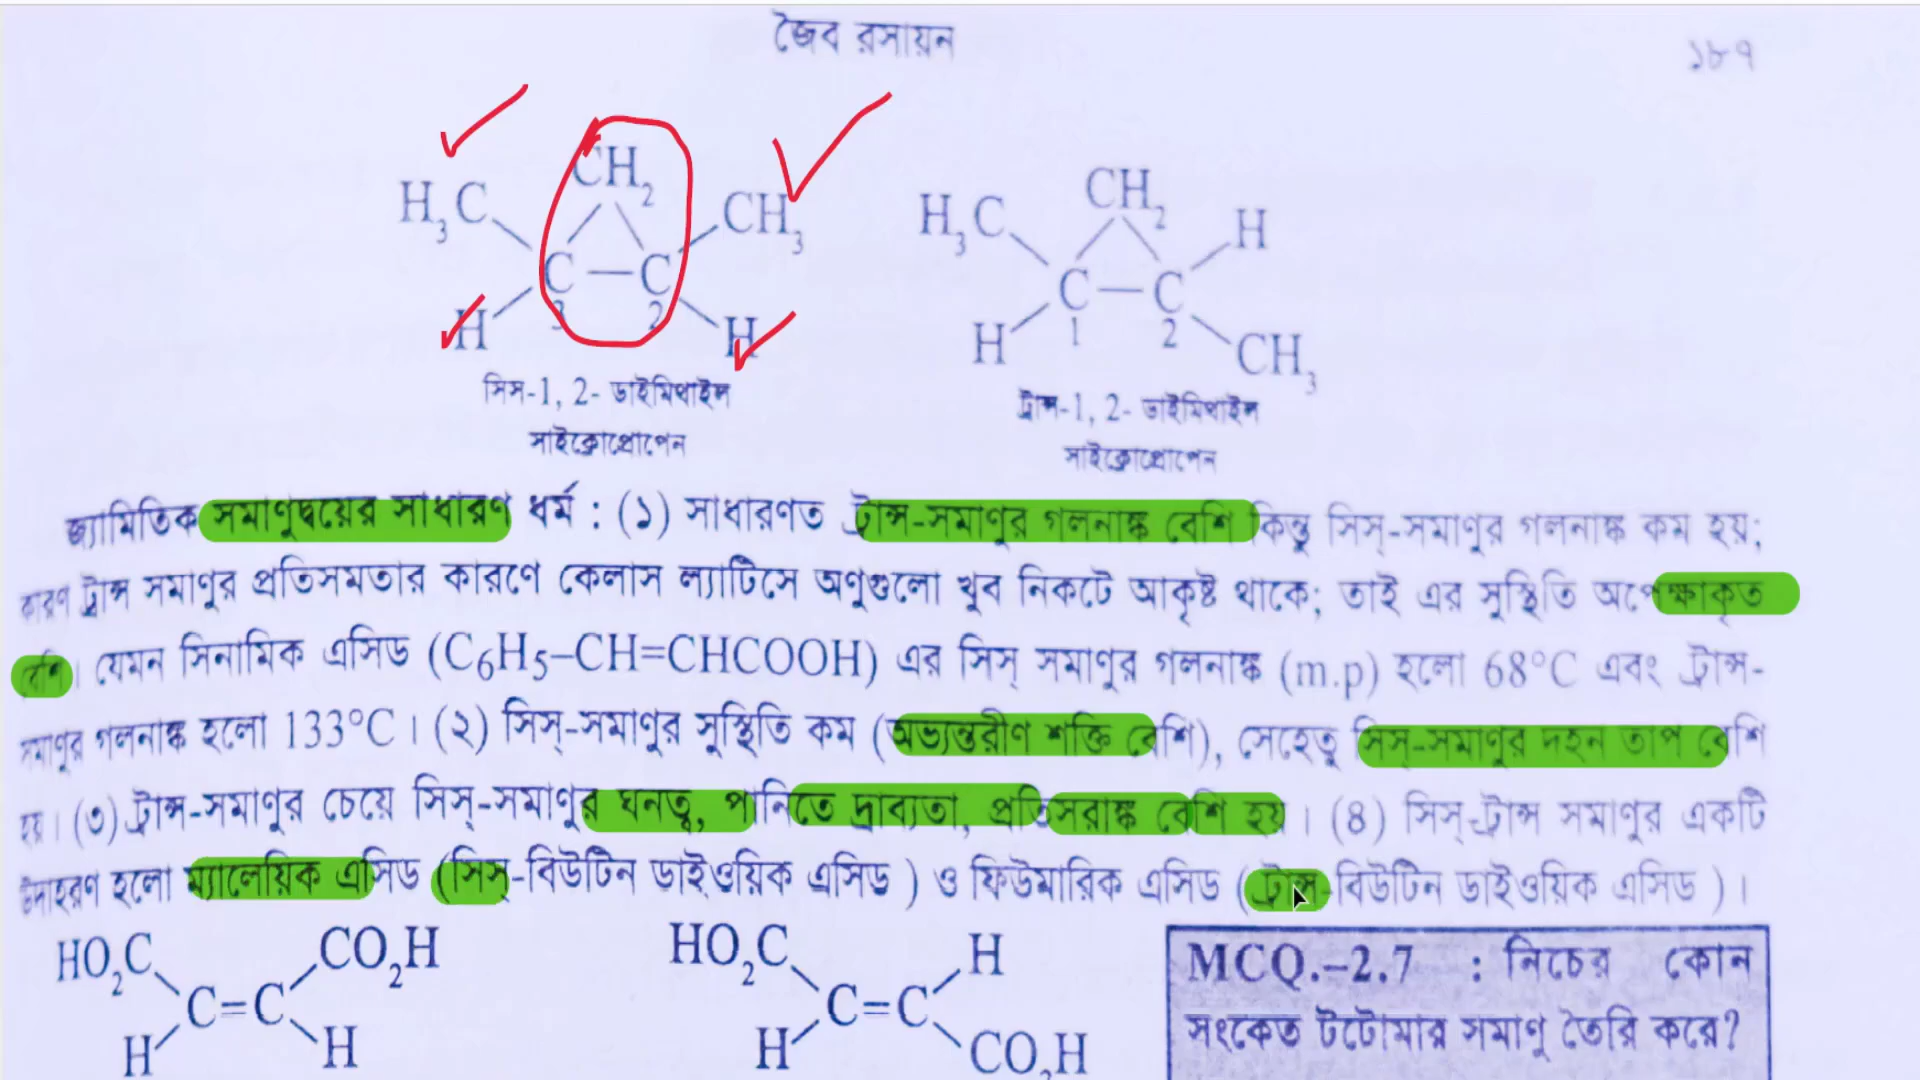 জৈব রসায়ন
১৮৭
CH₂
H₃C
CH₃
C—C
3 2
H
H
সিস-1, 2- ডাইমিথাইল
সাইক্লোপ্রোপেন
CH₂
H₃C
H
C—C
1 2
H
CH₃
ট্রান্স-1, 2- ডাইমিথাইল
সাইক্লোপ্রোপেন
জ্যামিতিক সমাণুদ্বয়ের সাধারণ ধর্ম : (১) সাধারণত ট্রান্স-সমাণুর গলনাঙ্ক বেশি কিন্তু সিস্-সমাণুর গলনাঙ্ক কম হয়;
কারণ ট্রান্স সমাণুর প্রতিসমতার কারণে কেলাস ল্যাটিসে অণুগুলো খুব নিকটে আকৃষ্ট থাকে; তাই এর সুস্থিতি অপেক্ষাকৃত
বেশি। যেমন সিনামিক এসিড (C₆H₅–CH=CHCOOH) এর সিস্ সমাণুর গলনাঙ্ক (m.p) হলো 68°C এবং ট্রান্স-
সমাণুর গলনাঙ্ক হলো 133°C। (২) সিস্-সমাণুর সুস্থিতি কম (অভ্যন্তরীণ শক্তি বেশি), সেহেতু সিস্-সমাণুর দহন তাপ বেশি
হয়। (৩) ট্রান্স-সমাণুর চেয়ে সিস্-সমাণুর ঘনত্ব, পানিতে দ্রাব্যতা, প্রতিসরাঙ্ক বেশি হয়। (৪) সিস্-ট্রান্স সমাণুর একটি
উদাহরণ হলো ম্যালেয়িক এসিড (সিস্-বিউটিন ডাইওয়িক এসিড ) ও ফিউমারিক এসিড (ট্রান্স-বিউটিন ডাইওয়িক এসিড )।
HO₂C
CO₂H
C=C
H
H
HO₂C
H
C=C
H
CO₂H
MCQ.–2.7 : নিচের কোন
সংকেত টটোমার সমাণু তৈরি করে?